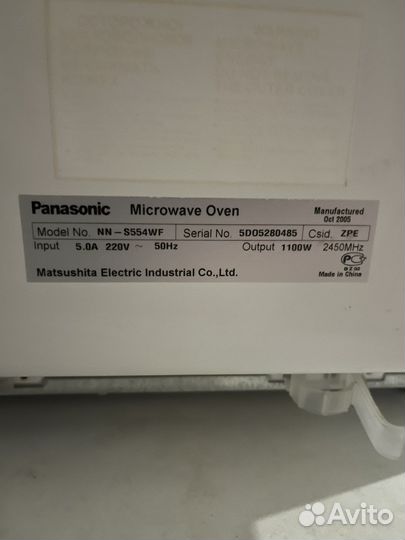 Panasonic Microwave Oven Manufactured Oct 2005
Model No. NN-S554WF Serial No. 5D05280485 Csid. ZPE
Input 5.0A 220V ~ 50Hz Output 1100W 2450MHz
Matsushita Electric Industrial Co.,Ltd.
Made in China
Avito